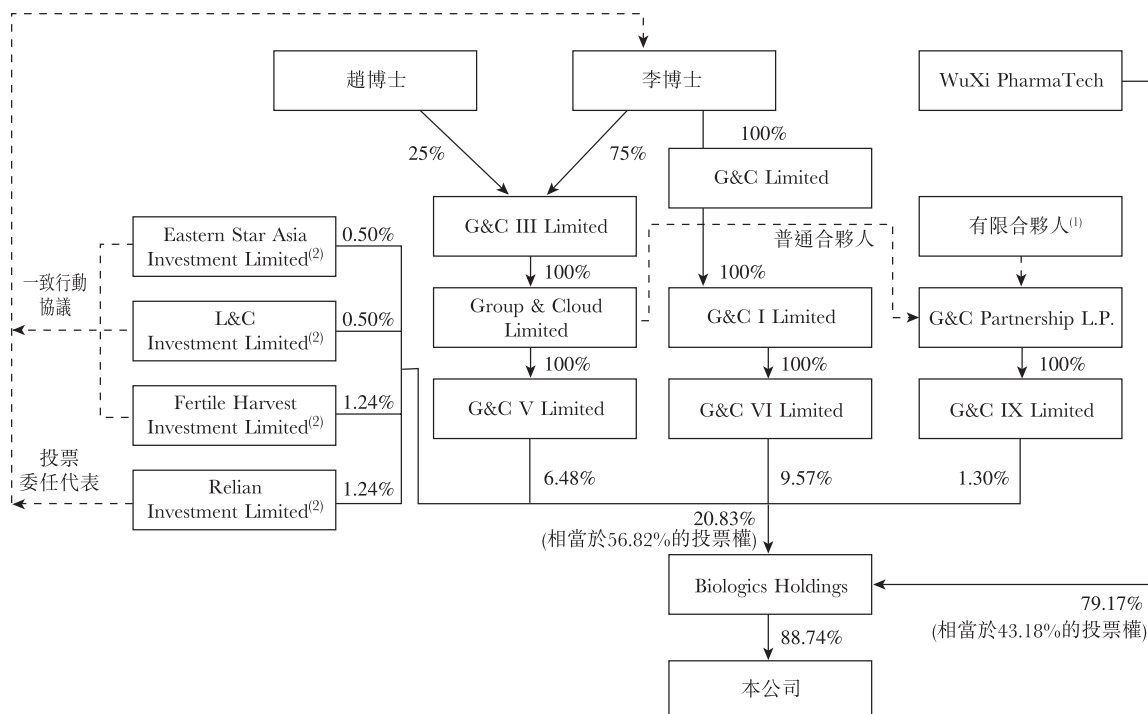 趙博士
李博士
WuXi PharmaTech
100%
25%
75%
G&C Limited
G&C III Limited
有限合夥人(1)
普通合夥人
Eastern Star Asia
Investment Limited(2)
0.50%
一致行動
協議
100%
100%
L&C
Investment Limited(2)
0.50%
Group & Cloud
Limited
G&C I Limited
G&C Partnership L.P.
100%
100%
100%
Fertile Harvest
Investment Limited(2)
1.24%
G&C V Limited
G&C VI Limited
G&C IX Limited
投票
委任代表
Relian
Investment Limited(2)
1.24%
6.48%
9.57%
1.30%
20.83%
(相當於56.82%的投票權)
Biologics Holdings
79.17%
(相當於43.18%的投票權)
88.74%
本公司